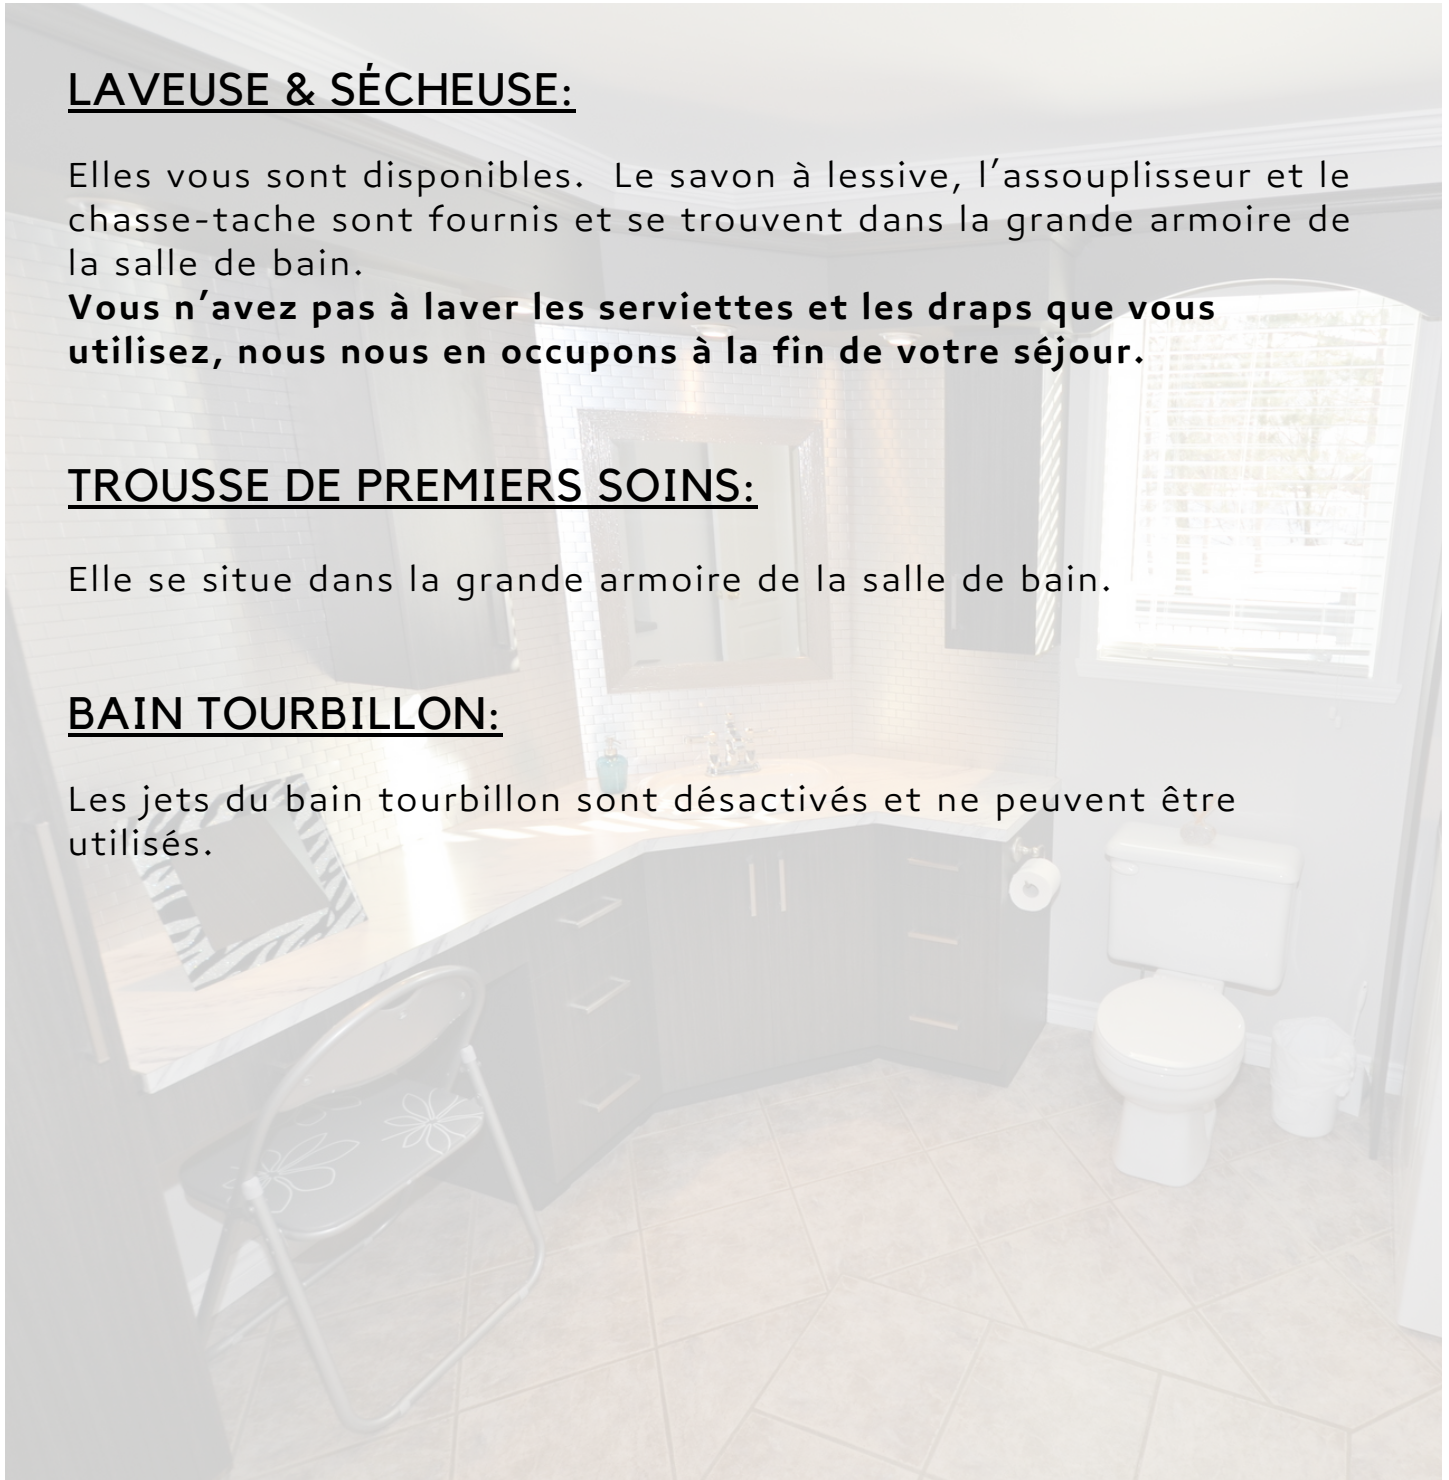 LAVEUSE & SÉCHEUSE:
Elles vous sont disponibles.  Le savon à lessive, l’assouplisseur et le
chasse-tache sont fournis et se trouvent dans la grande armoire de
la salle de bain.
Vous n’avez pas à laver les serviettes et les draps que vous
utilisez, nous nous en occupons à la fin de votre séjour.
TROUSSE DE PREMIERS SOINS:
Elle se situe dans la grande armoire de la salle de bain.
BAIN TOURBILLON:
Les jets du bain tourbillon sont désactivés et ne peuvent être
utilisés.